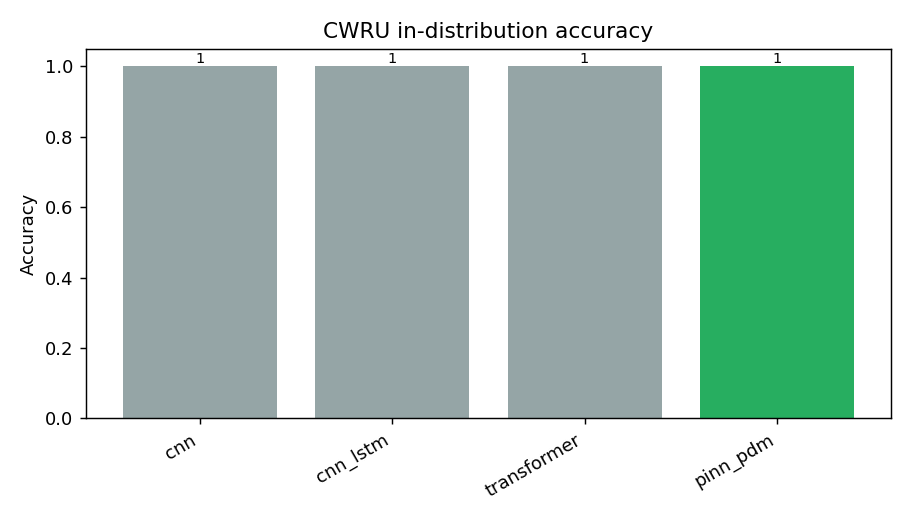 CWRU in-distribution accuracy
1 1 1 1
1.0
0.8
0.6
0.4
0.2
0.0
Accuracy
cnn
cnn_lstm
transformer
pinn_pdm